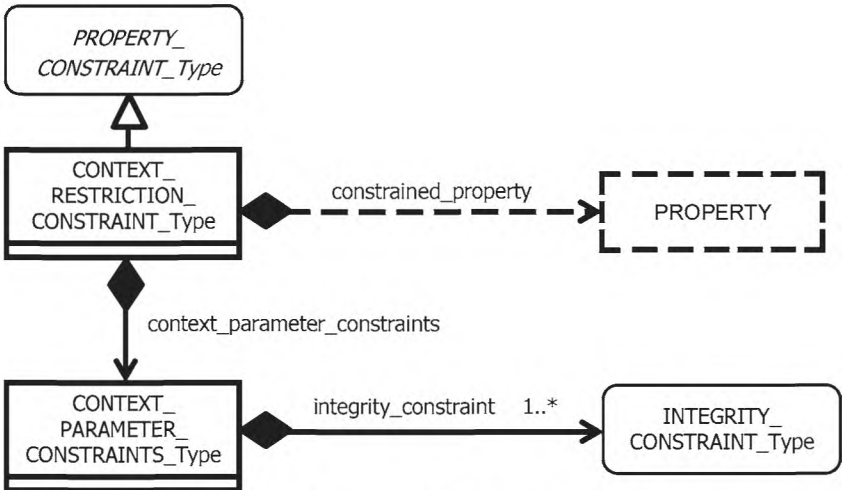 PROPERTY_
CONSTRAINT_Type
CONTEXT_
RESTRICTION_
CONSTRAINT_Type
constrained_property
PROPERTY
context_parameter_constraints
CONTEXT_
PARAMETER_
CONSTRAINTS_Type
integrity_constraint 1..*
INTEGRITY_
CONSTRAINT_Type